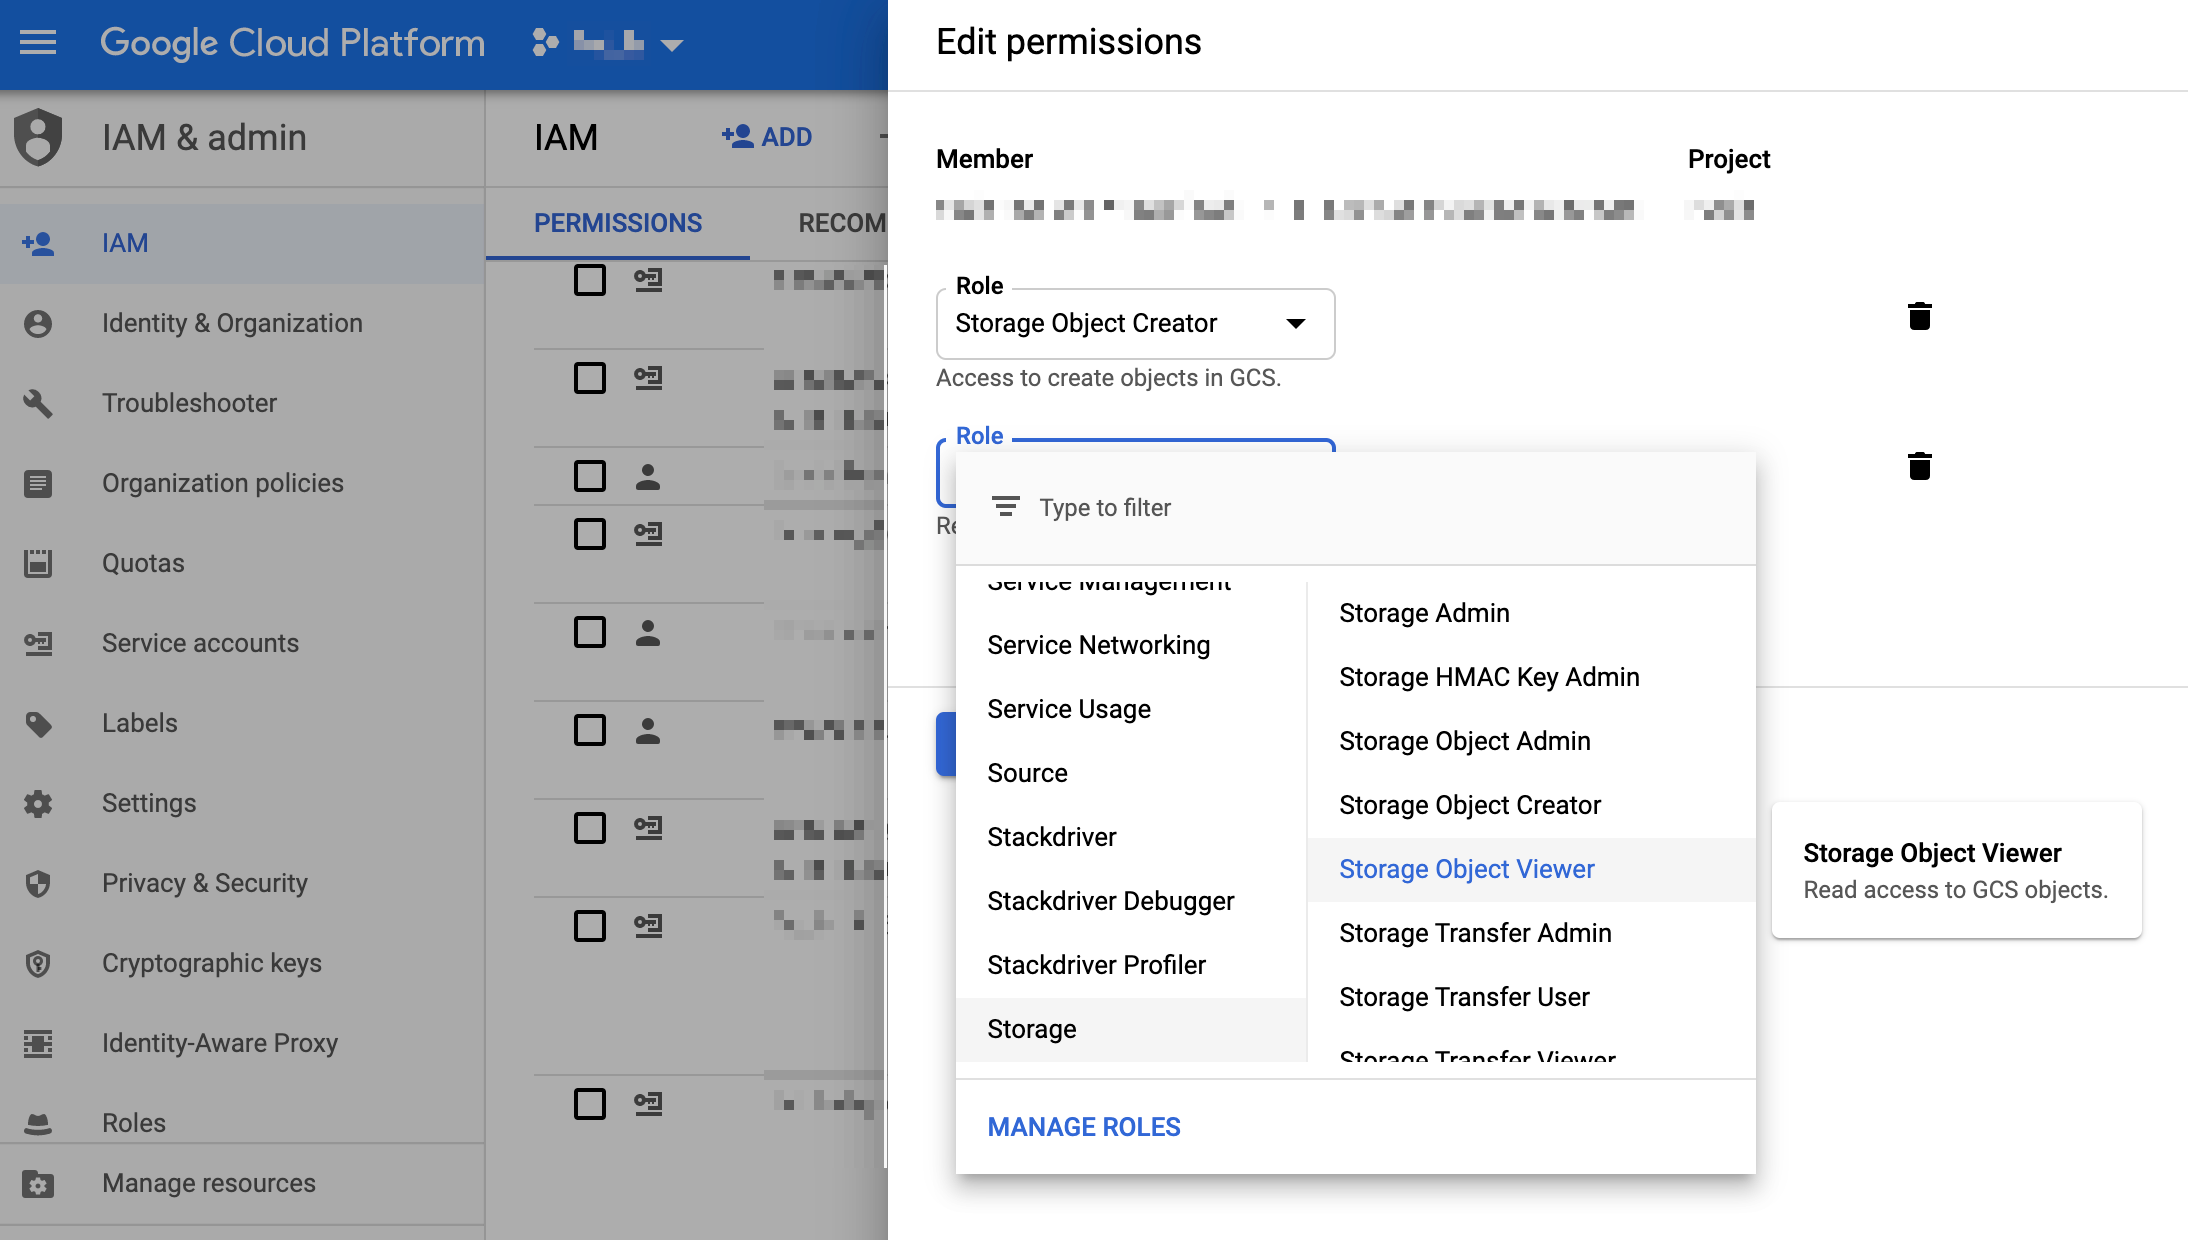 Google Cloud Platform
IAM & admin
IAM
Identity & Organization
Troubleshooter
Organization policies
Quotas
Service accounts
Labels
Settings
Privacy & Security
Cryptographic keys
Identity-Aware Proxy
Roles
Manage resources
IAM
ADD
PERMISSIONS
RECOM
Edit permissions
Member
Project
Role
Storage Object Creator
Access to create objects in GCS.
Role
Re
Type to filter
Service Management
Service Networking
Service Usage
Source
Stackdriver
Stackdriver Debugger
Stackdriver Profiler
Storage
Storage Admin
Storage HMAC Key Admin
Storage Object Admin
Storage Object Creator
Storage Object Viewer
Storage Transfer Admin
Storage Transfer User
Storage Transfer Viewer
MANAGE ROLES
Storage Object Viewer
Read access to GCS objects.